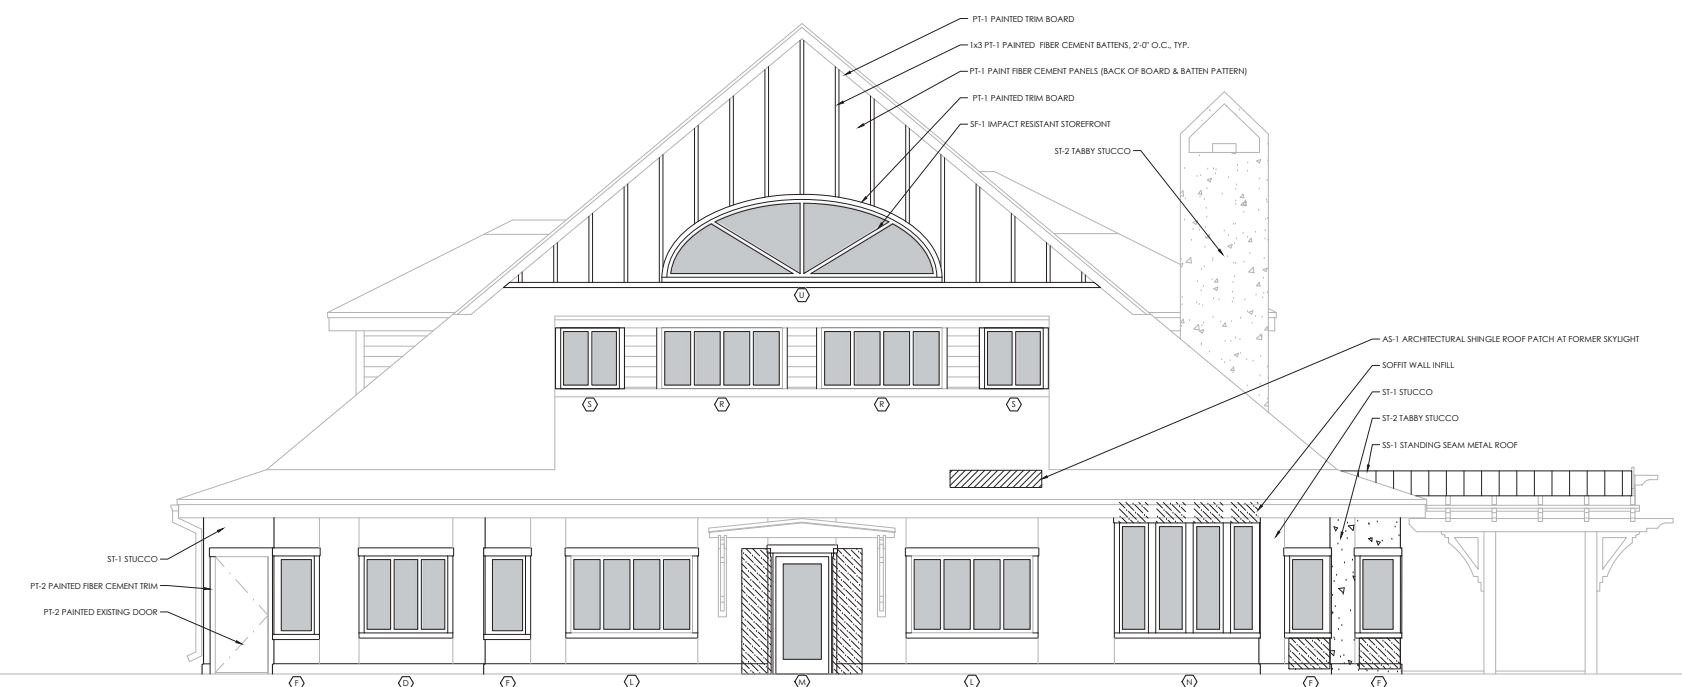 PT-1 PAINTED TRIM BOARD
1x3 PT-1 PAINTED FIBER CEMENT BATTENS, 2'-0" O.C., TYP.
PT-1 PAINT FIBER CEMENT PANELS (BACK OF BOARD & BATTEN PATTERN)
PT-1 PAINTED TRIM BOARD
SF-1 IMPACT RESISTANT STOREFRONT
ST-2 TABBY STUCCO
U
AS-1 ARCHITECTURAL SHINGLE ROOF PATCH AT FORMER SKYLIGHT
SOFFIT WALL INFILL
ST-1 STUCCO
S R R S
ST-2 TABBY STUCCO
SS-1 STANDING SEAM METAL ROOF
ST-1 STUCCO
PT-2 PAINTED FIBER CEMENT TRIM
PT-2 PAINTED EXISTING DOOR
F D F L M L N F F